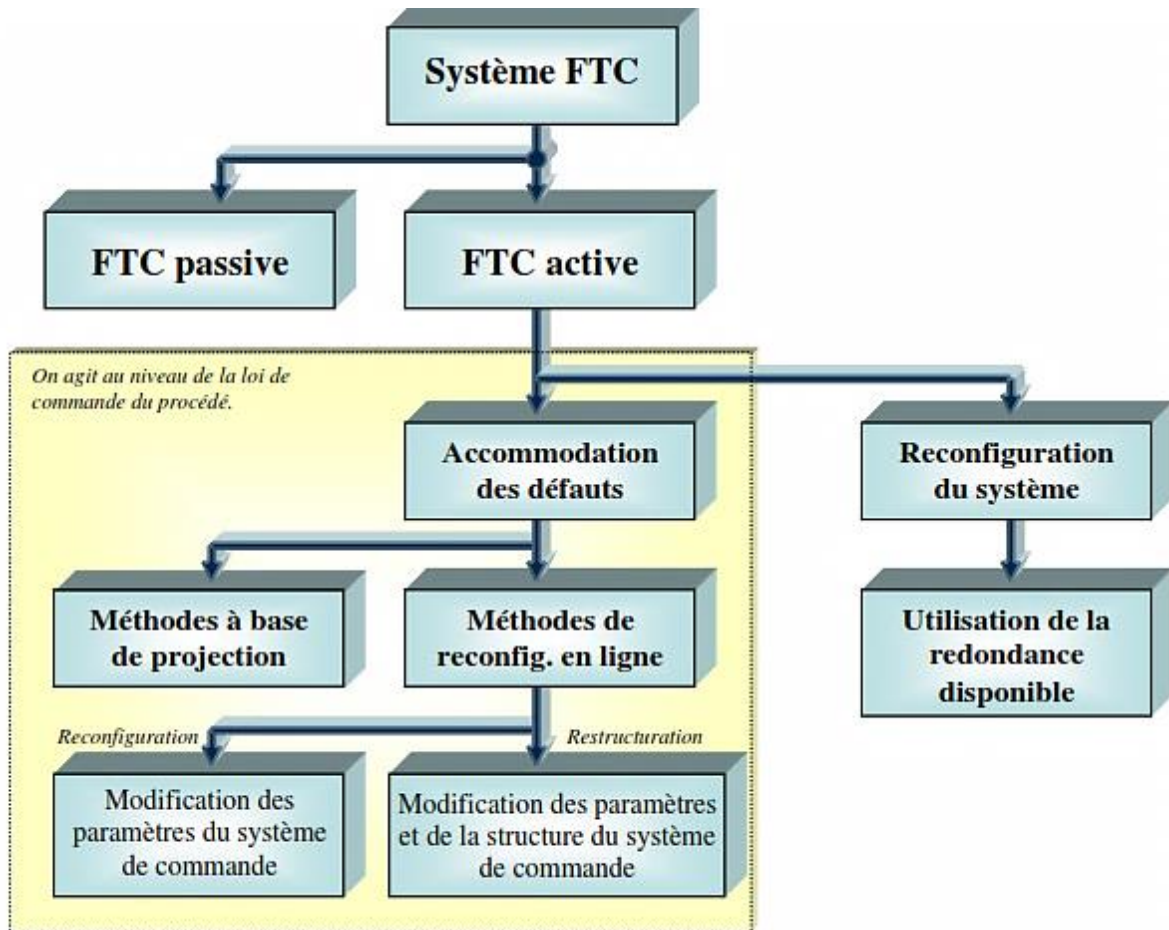 Système FTC
FTC passive
FTC active
On agit au niveau de la loi de
commande du procédé.
Accommodation
des défauts
Reconfiguration
du système
Méthodes à base
de projection
Méthodes de
reconfig. en ligne
Utilisation de la
redondance
disponible
Reconfiguration
Restructuration
Modification des
paramètres du système
de commande
Modification des paramètres
et de la structure du système
de commande